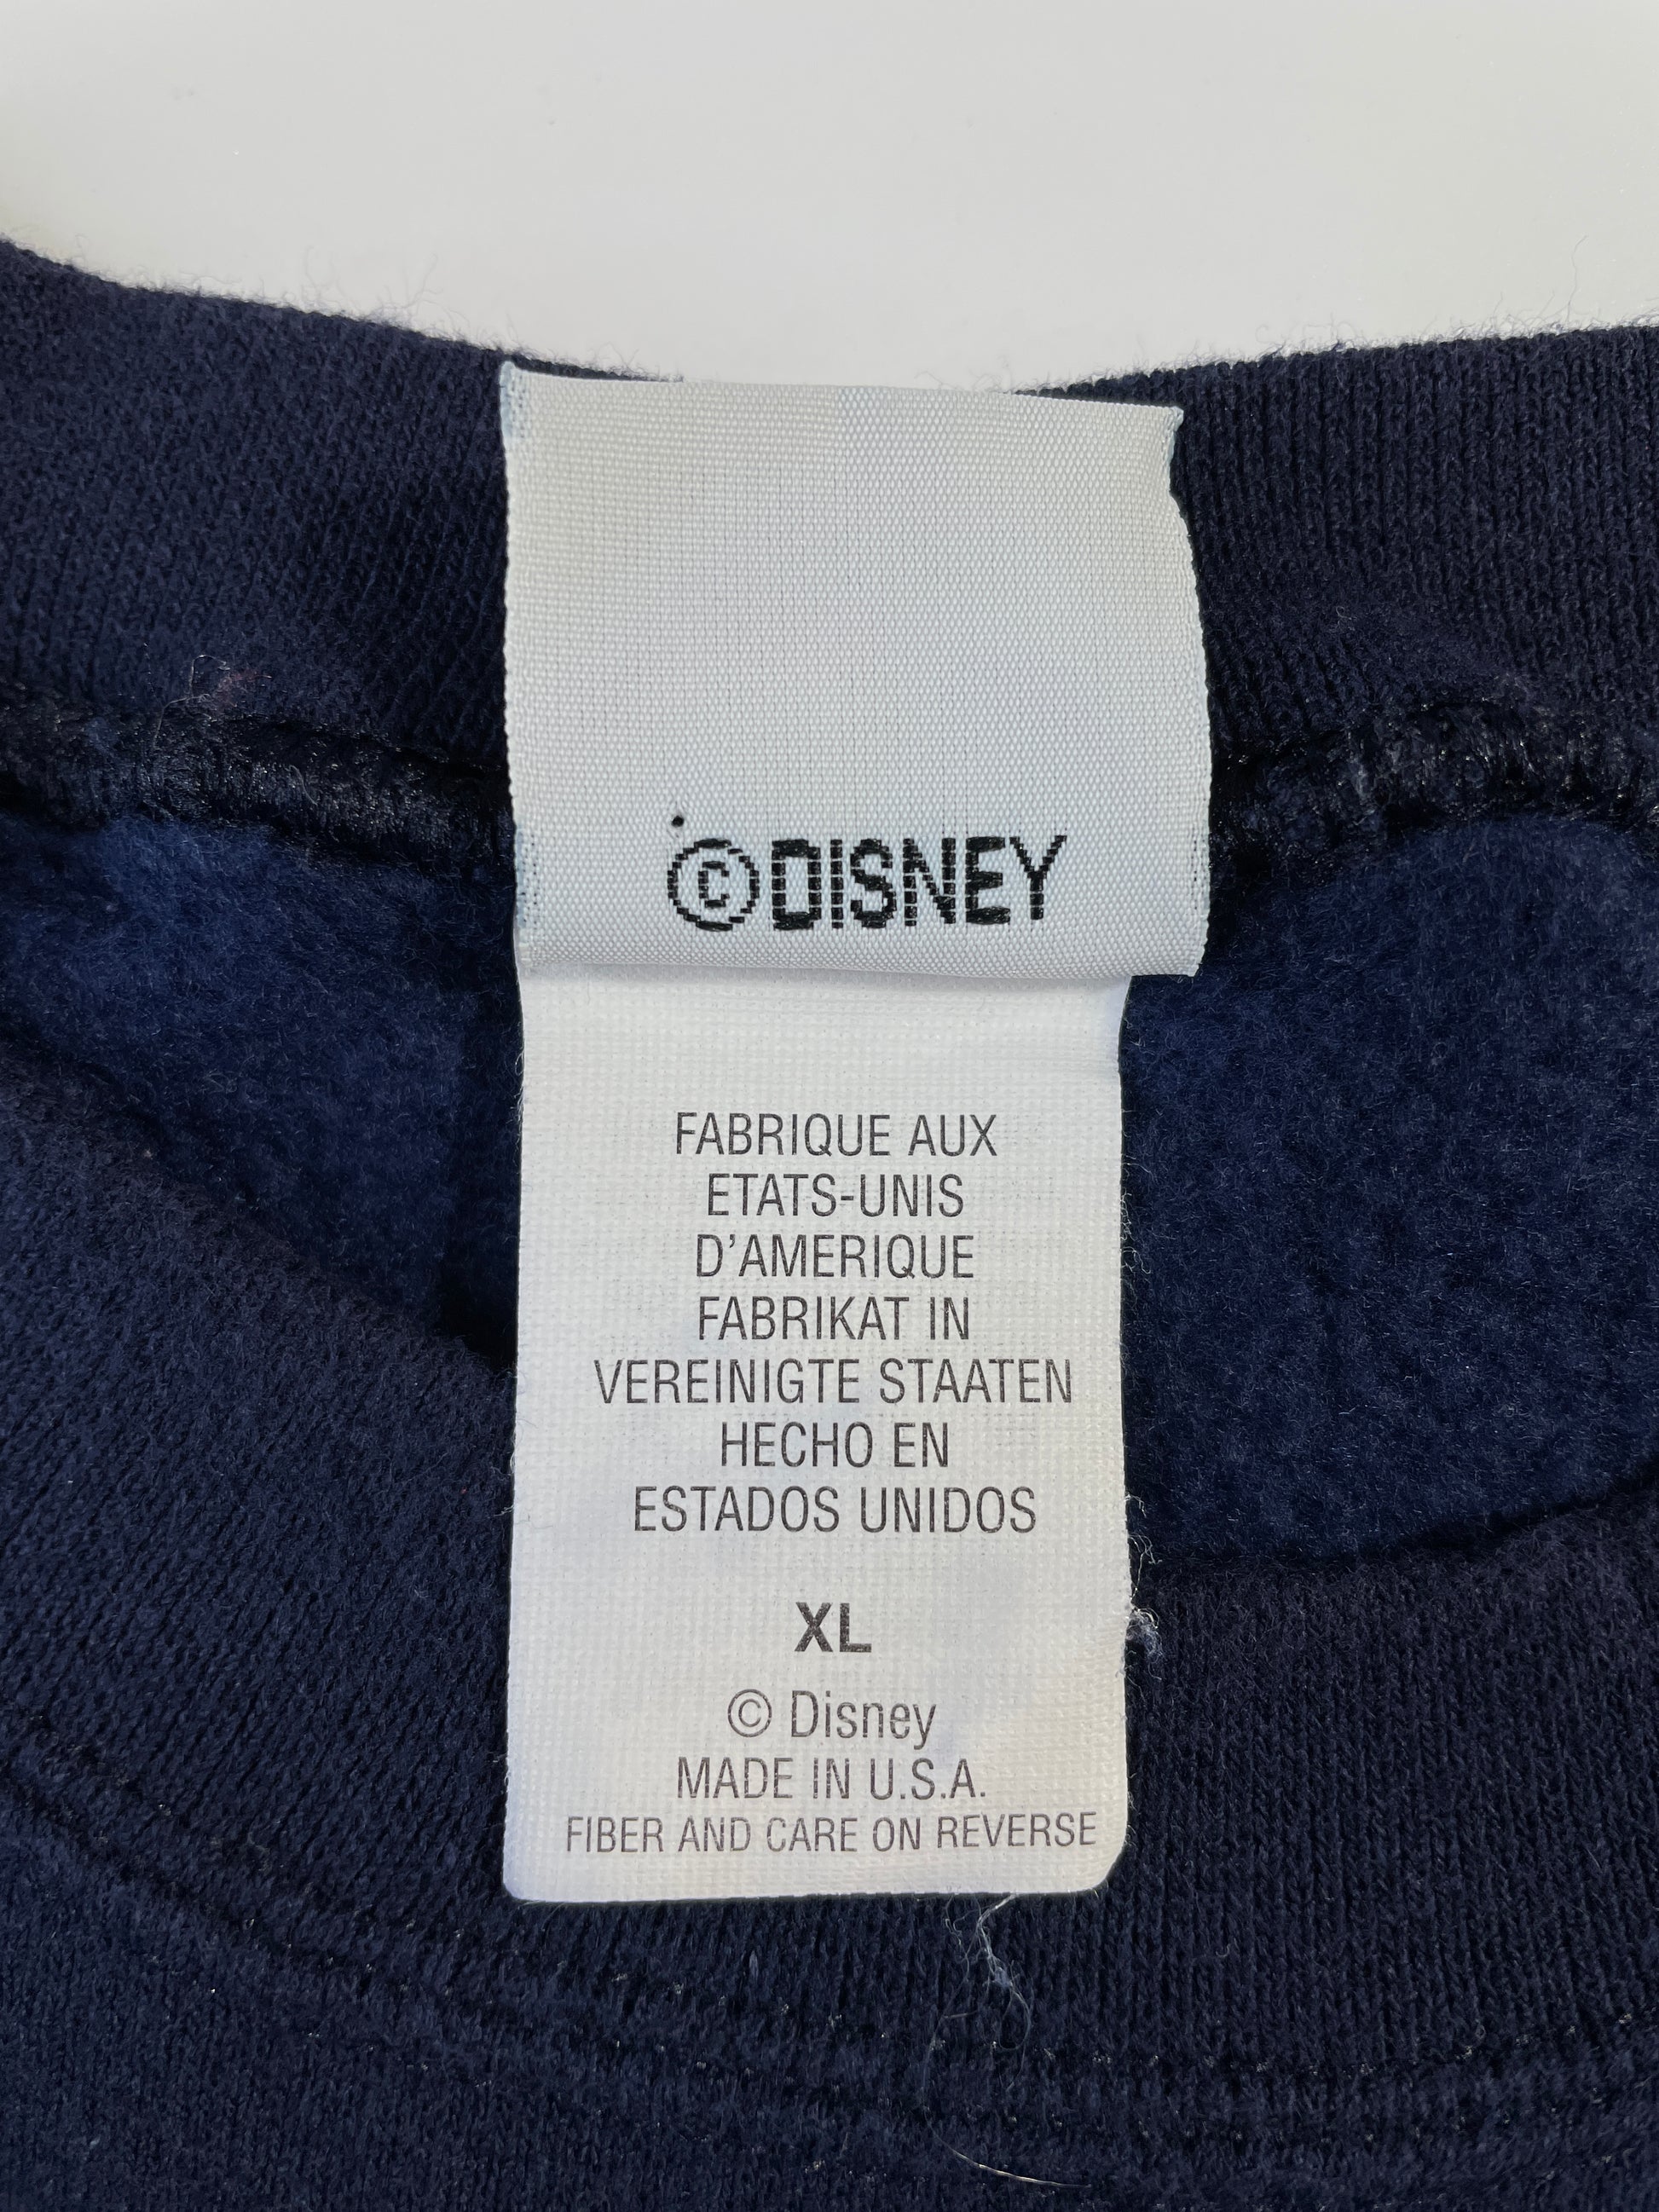 ©DISNEY
FABRIQUE AUX
ETATS-UNIS
D'AMERIQUE
FABRIKAT IN
VEREINIGTE STAATEN
HECHO EN
ESTADOS UNIDOS
XL
© Disney
MADE IN U.S.A.
FIBER AND CARE ON REVERSE